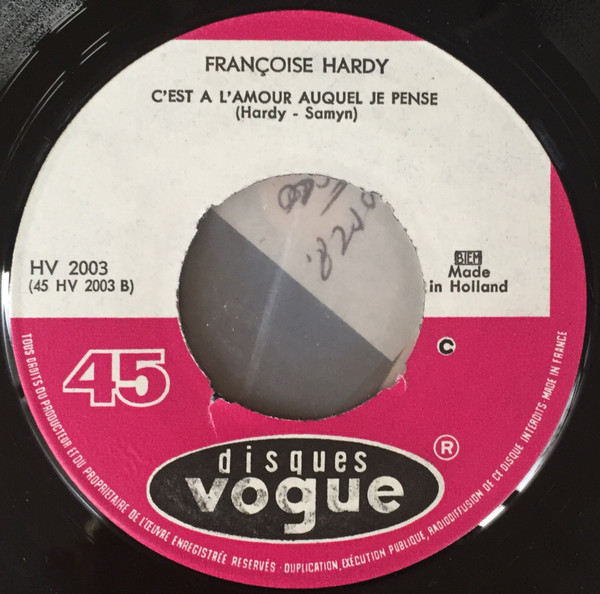 FRANÇOISE HARDY
C'EST A L'AMOUR AUQUEL JE PENSE
(Hardy - Samyn)
HV 2003
(45 HV 2003 B)
BIEM
Made
in Holland
45
C
disques
vogue
®
TOUS DROITS DU PRODUCTEUR ET DU PROPRIETAIRE DE L'ŒUVRE ENREGISTRÉE RESERVÉS · DUPLICATION, EXÉCUTION PUBLIQUE, RADIODIFFUSION DE CE DISQUE INTERDITS · MADE IN FRANCE